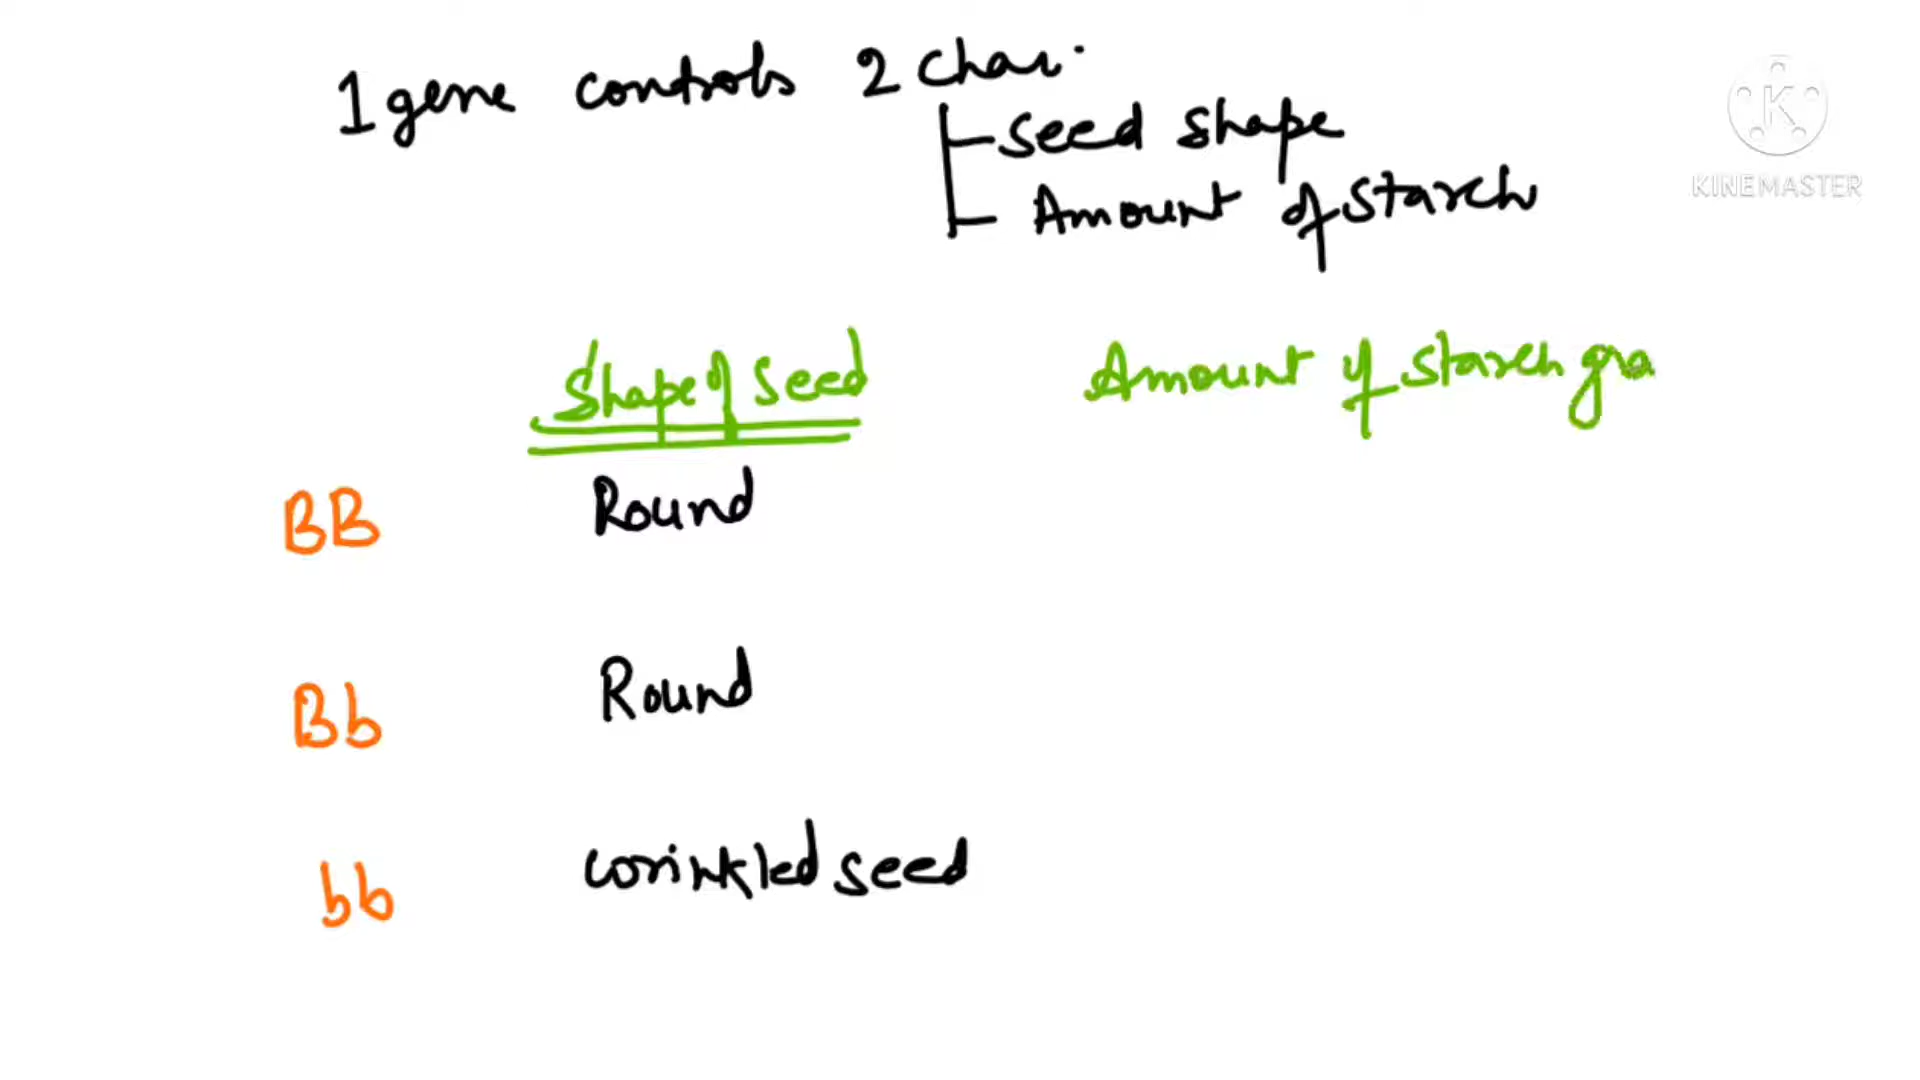 1 gene controls 2 char.
Seed shape
Amount of starch
KINEMASTER
Shape of seed Amount of starch gra
BB Round
Bb Round
bb wrinkled seed